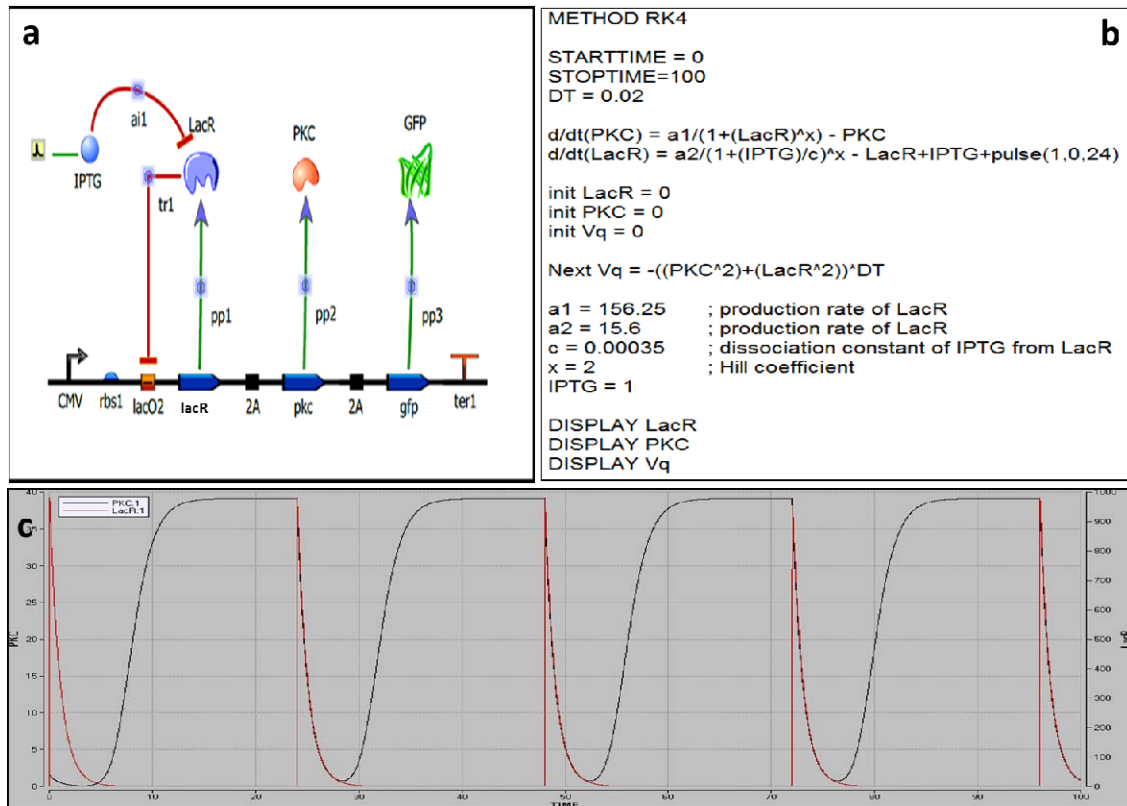 a
ai1
LacR
PKC
GFP
IPTG
tr1
pp1
pp2
pp3
CMV
rbs1
lacO2
lacR
2A
pkc
2A
gfp
ter1
b
METHOD RK4
STARTTIME = 0
STOPTIME=100
DT = 0.02
d/dt(PKC) = a1/(1+(LacR)^x) - PKC
d/dt(LacR) = a2/(1+(IPTG)/c)^x - LacR+IPTG+pulse(1,0,24)
init LacR = 0
init PKC = 0
init Vq = 0
Next Vq = -((PKC^2)+(LacR^2))*DT
a1 = 156.25 ; production rate of LacR
a2 = 15.6 ; production rate of LacR
c = 0.00035 ; dissociation constant of IPTG from LacR
x = 2 ; Hill coefficient
IPTG = 1
DISPLAY LacR
DISPLAY PKC
DISPLAY Vq
c
PKC.1
LacR.1
40
35
30
25
20
15
10
5
0
PKC
1000
900
800
700
600
500
400
300
200
100
0
LacR
0 10 20 30 40 50 60 70 80 90 100
TIME